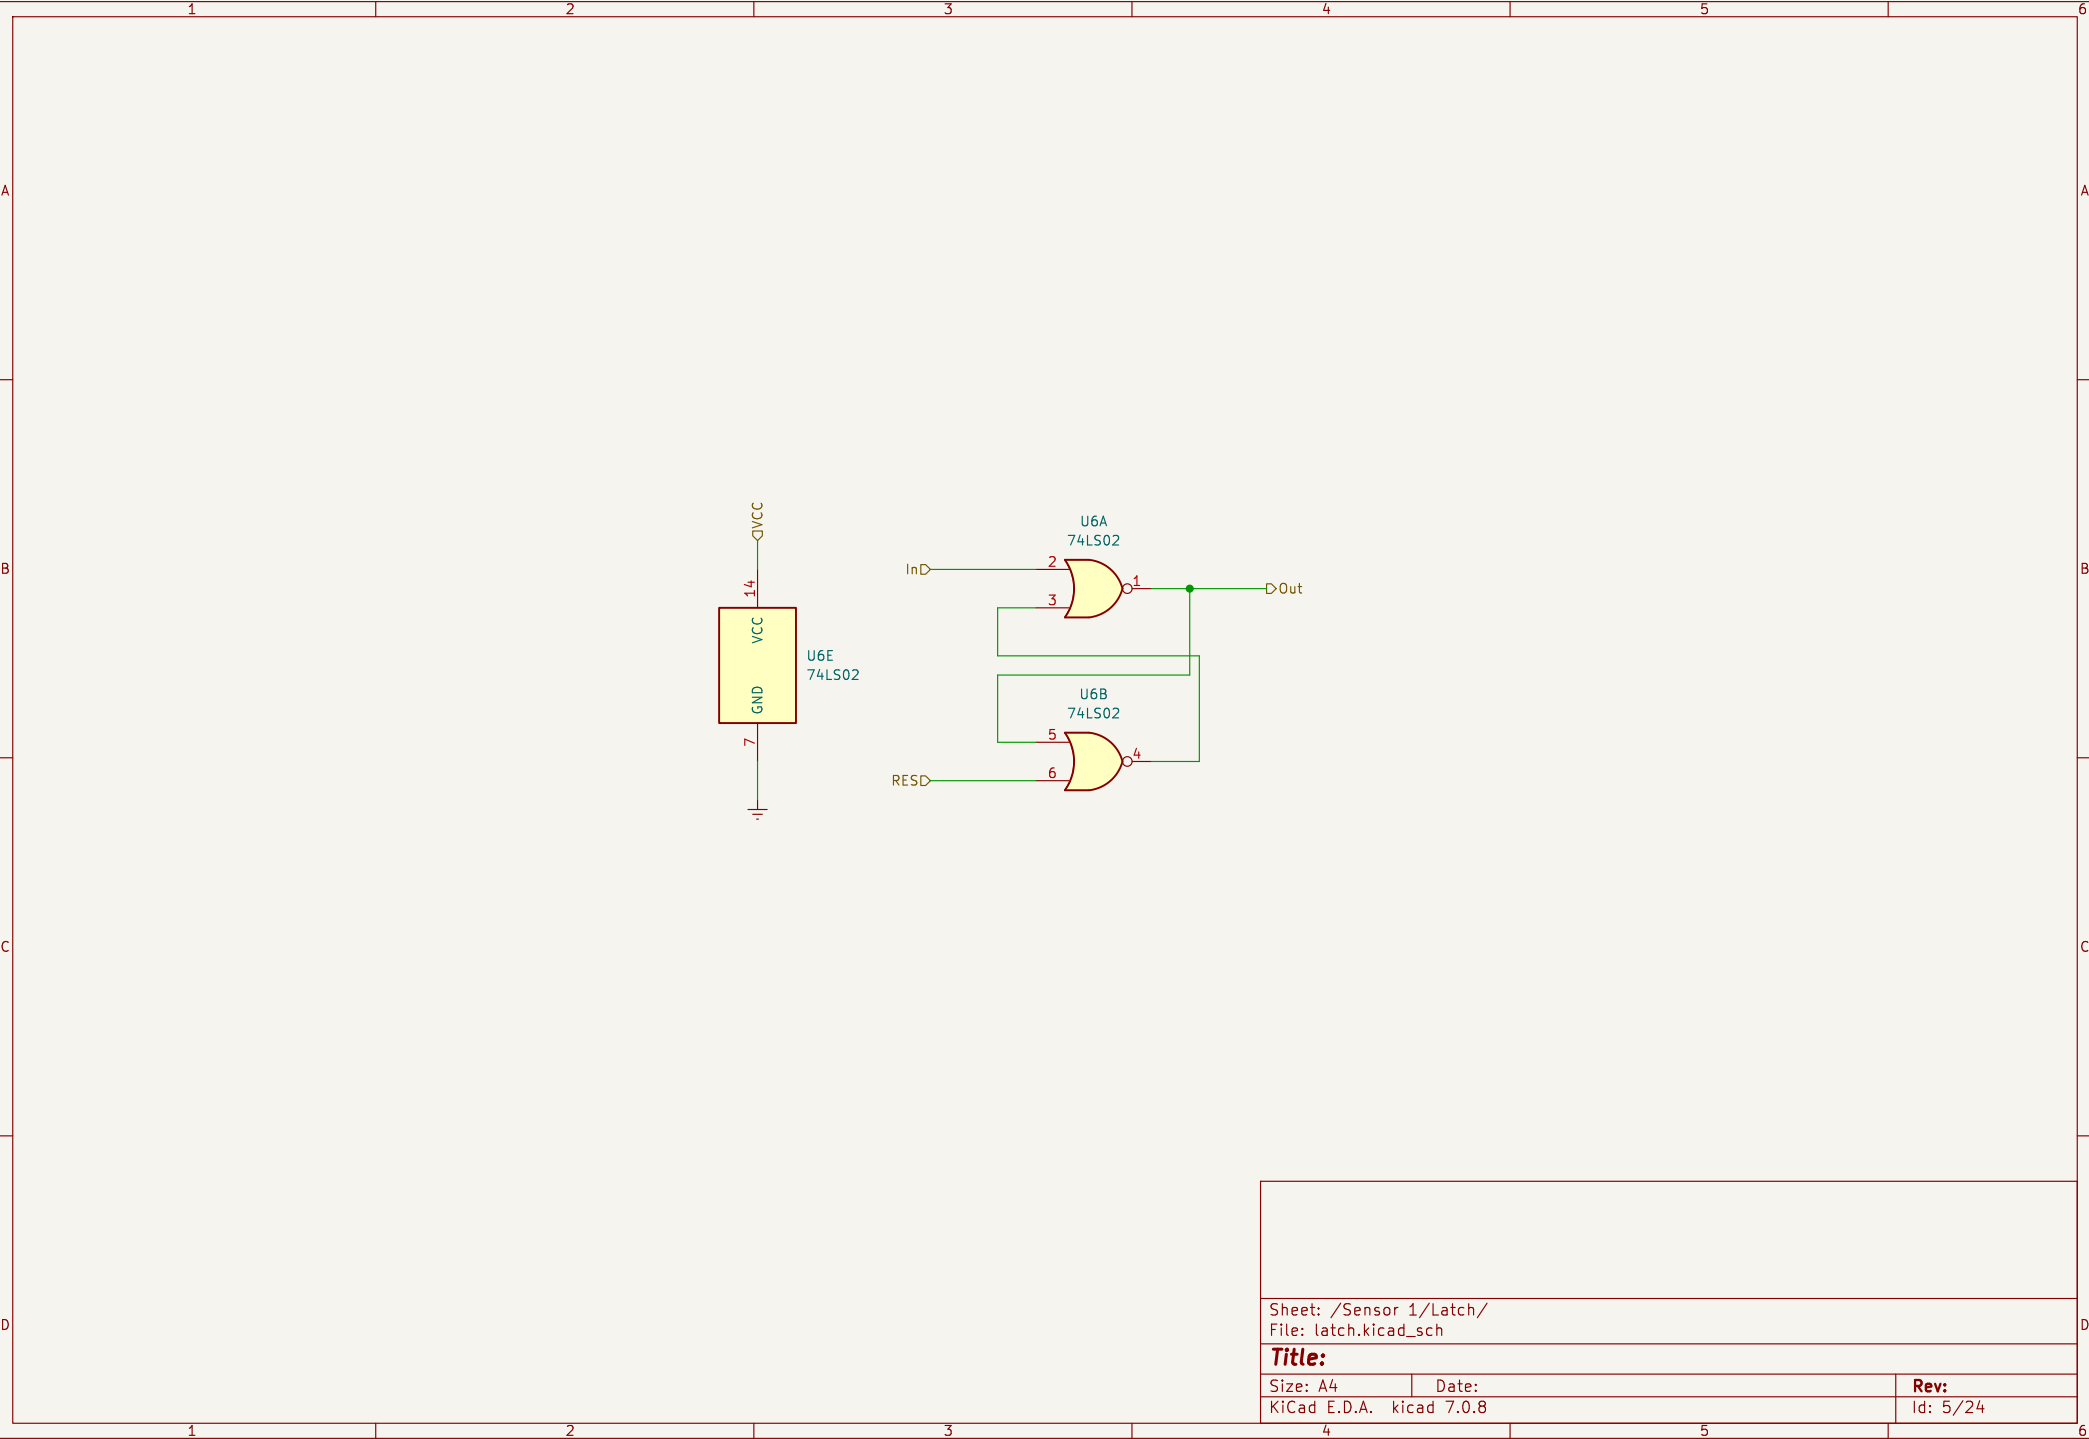 1 2 3 4 5 6
A A
VCC
U6A
74LS02
B In 2 1 B
14 Out
3
VCC
U6E
74LS02
GND
U6B
74LS02
7 5 4
RES 6
C C
Sheet: /Sensor 1/Latch/
File: latch.kicad_sch
D D
Title:
Size: A4 Date: Rev:
KiCad E.D.A. kicad 7.0.8 Id: 5/24
1 2 3 4 5 6